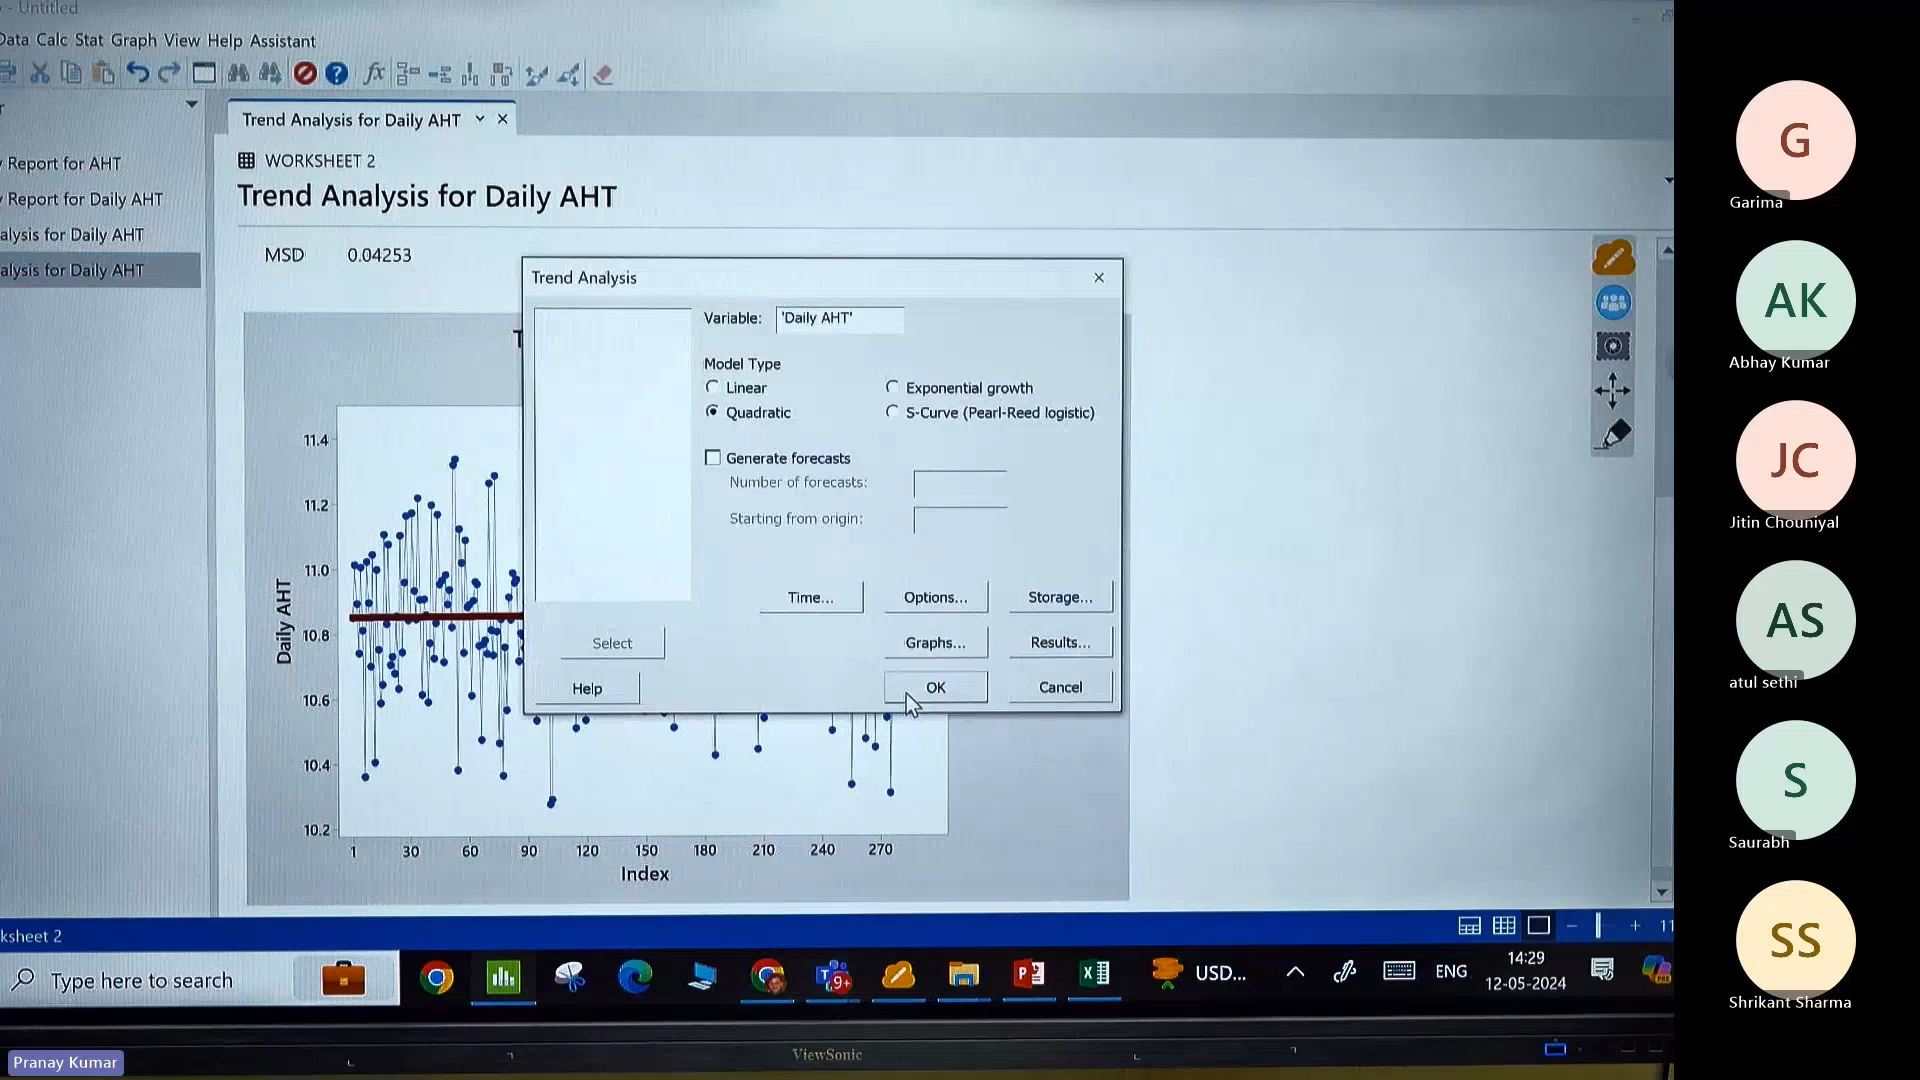 - Untitled
Data Calc Stat Graph View Help Assistant
Trend Analysis for Daily AHT
Report for AHT
Report for Daily AHT
alysis for Daily AHT
alysis for Daily AHT
WORKSHEET 2
Trend Analysis for Daily AHT
MSD 0.04253
Trend Analysis
Variable: 'Daily AHT'
Model Type
Linear
Exponential growth
Quadratic
S-Curve (Pearl-Reed logistic)
Generate forecasts
Number of forecasts:
Starting from origin:
Time...
Options...
Storage...
Select
Graphs...
Results...
Help
OK
Cancel
Daily AHT
11.4
11.2
11.0
10.8
10.6
10.4
10.2
1 30 60 90 120 150 180 210 240 270
Index
ksheet 2
11
Type here to search
9+
USD...
ENG
14:29
12-05-2024
ViewSonic
Pranay Kumar
G
Garima
AK
Abhay Kumar
JC
Jitin Chouniyal
AS
atul sethi
S
Saurabh
SS
Shrikant Sharma